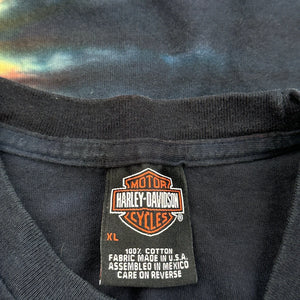 MOTOR
HARLEY-DAVIDSON
CYCLES
®
XL
100% COTTON
FABRIC MADE IN U.S.A.
ASSEMBLED IN MEXICO
CARE ON REVERSE